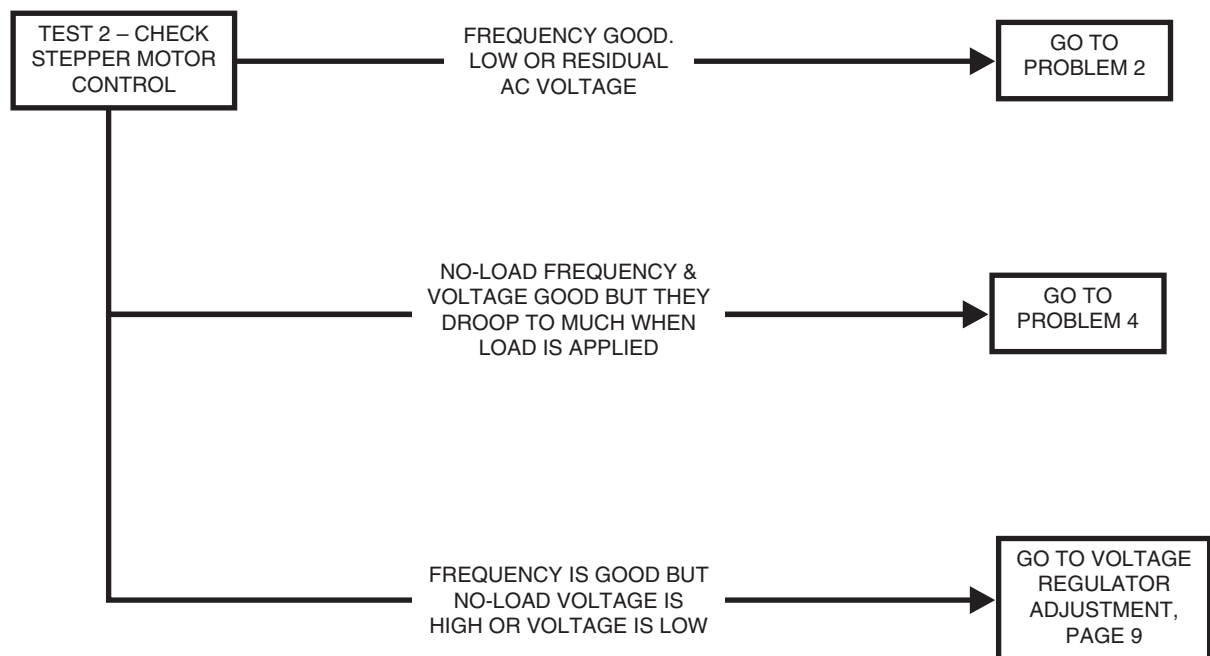 TEST 2 – CHECK
STEPPER MOTOR
CONTROL
FREQUENCY GOOD.
LOW OR RESIDUAL
AC VOLTAGE
GO TO
PROBLEM 2
NO-LOAD FREQUENCY &
VOLTAGE GOOD BUT THEY
DROOP TO MUCH WHEN
LOAD IS APPLIED
GO TO
PROBLEM 4
FREQUENCY IS GOOD BUT
NO-LOAD VOLTAGE IS
HIGH OR VOLTAGE IS LOW
GO TO VOLTAGE
REGULATOR
ADJUSTMENT,
PAGE 9